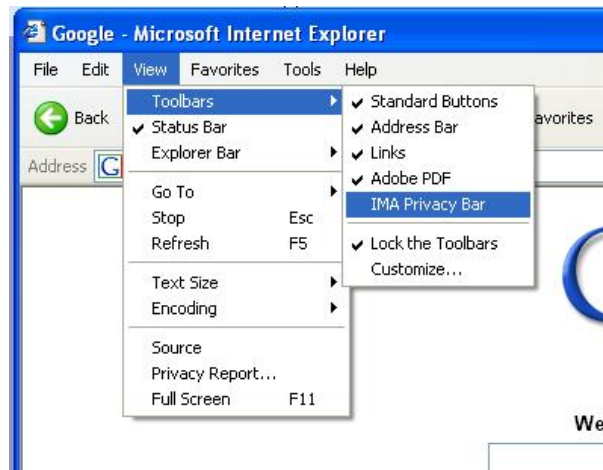 Google - Microsoft Internet Explorer
File Edit View Favorites Tools Help
Back
avorites
Address G
Toolbars
Status Bar
Explorer Bar
Go To
Stop Esc
Refresh F5
Text Size
Encoding
Source
Privacy Report...
Full Screen F11
Standard Buttons
Address Bar
Links
Adobe PDF
IMA Privacy Bar
Lock the Toolbars
Customize...
We